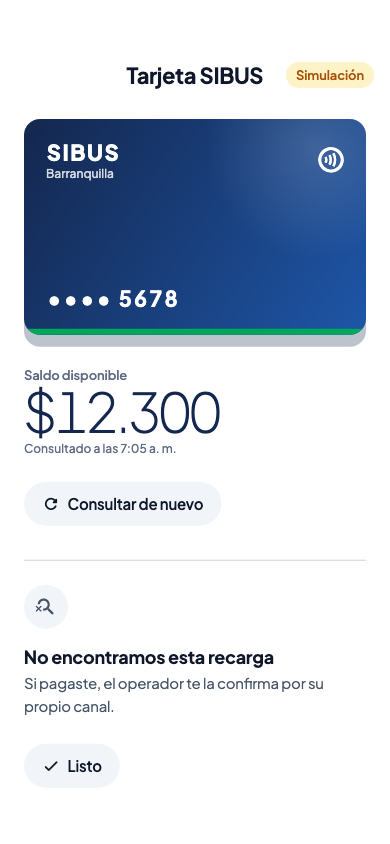 Tarjeta SIBUS
Simulación
SIBUS
Barranquilla
•••• 5678
Saldo disponible
$12.300
Consultado a las 7:05 a. m.
Consultar de nuevo
No encontramos esta recarga
Si pagaste, el operador te la confirma por su
propio canal.
Listo